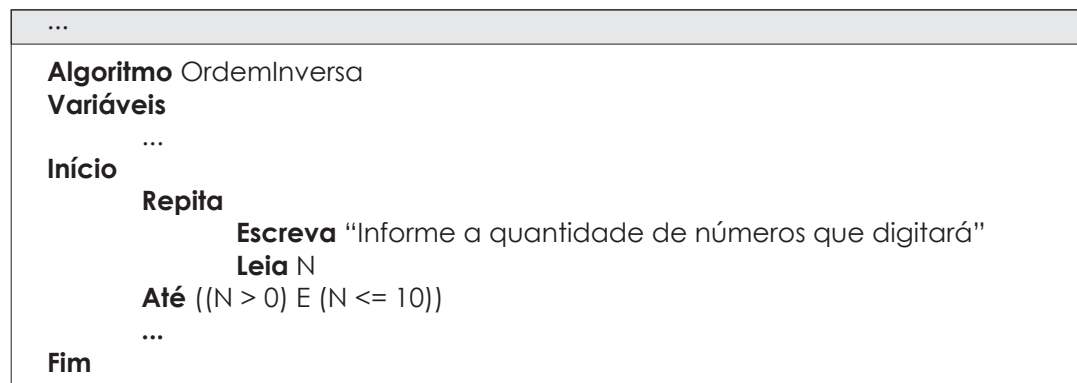 ...
Algoritmo OrdemInversa
Variáveis
...
Início
Repita
Escreva “Informe a quantidade de números que digitará”
Leia N
Até ((N > 0) E (N <= 10))
...
Fim